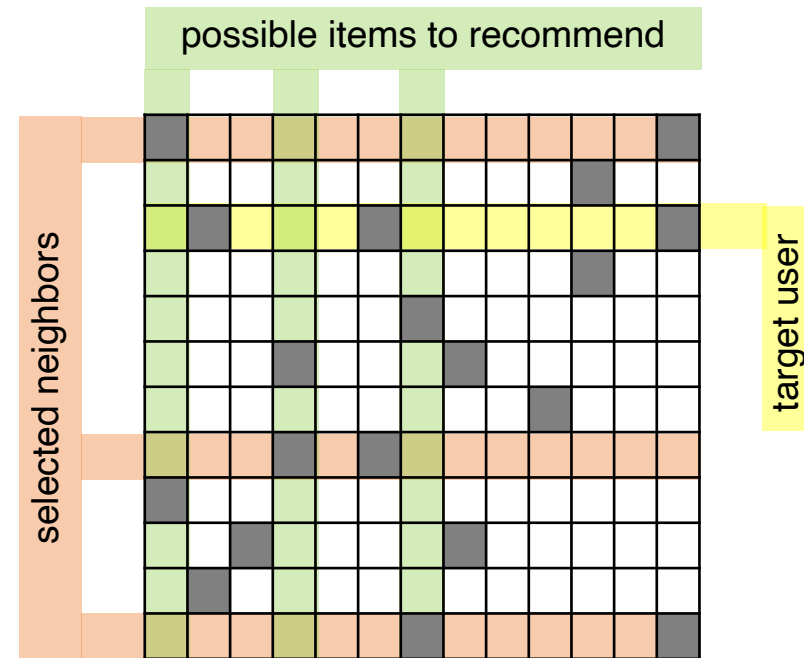 possible items to recommend
selected neighbors
target user